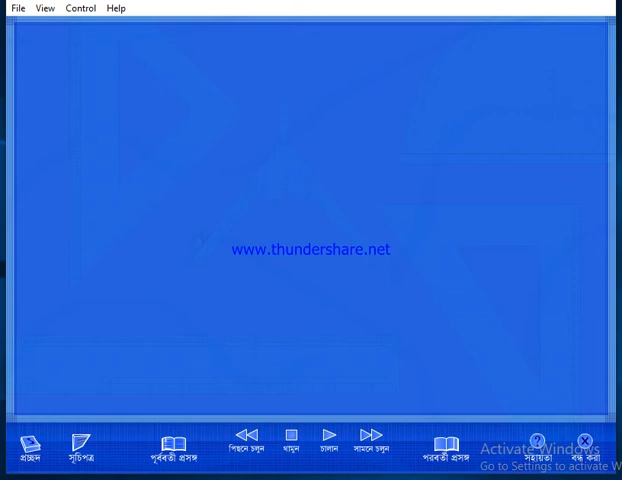 File View Control Help
www.thundershare.net
প্রচ্ছদ সূচিপত্র পূর্ববর্তী প্রসঙ্গ পিছনে চলুন থামুন চালান সামনে চলুন পরবর্তী প্রসঙ্গ সহায়তা বন্ধ করা
Activate Windows
Go to Settings to activate W